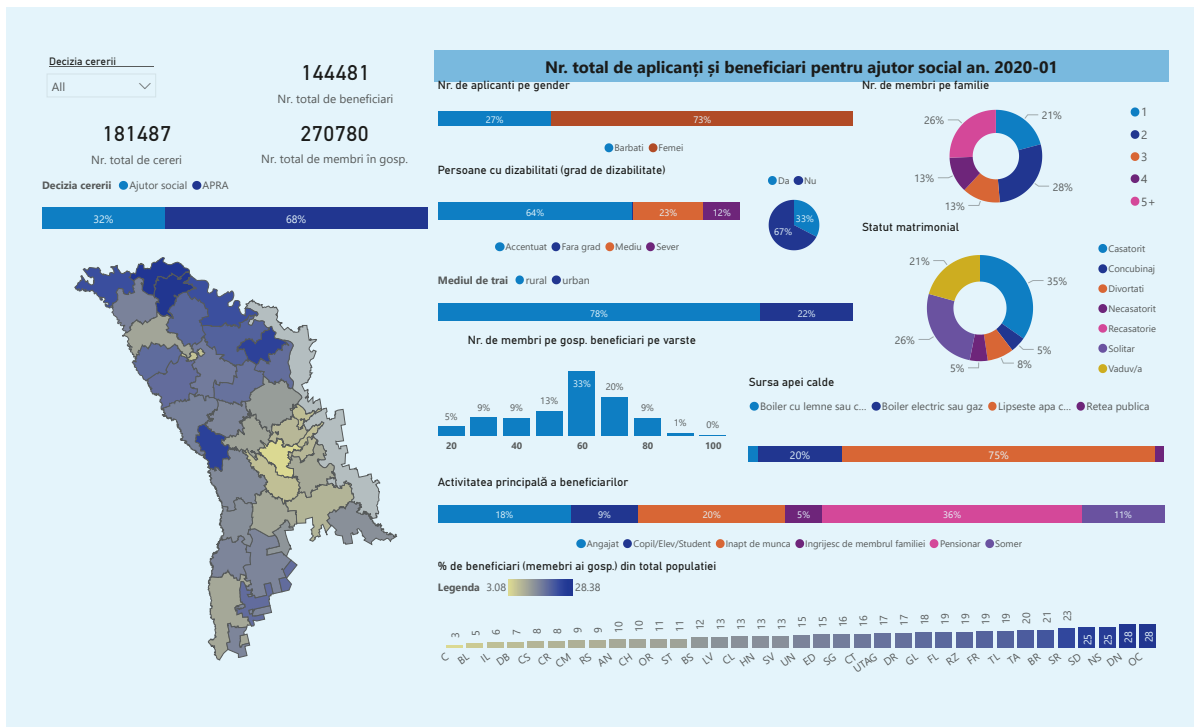 Decizia cererii
All
144481
Nr. total de beneficiari
181487
Nr. total de cereri
270780
Nr. total de membri în gosp.
Decizia cererii Ajutor social APRA
32% 68%
Nr. total de aplicanți și beneficiari pentru ajutor social an. 2020-01
Nr. de aplicanti pe gender
27% 73%
Barbati Femei
Persoane cu dizabilitati (grad de dizabilitate)
64% 23% 12%
Accentuat Fara grad Mediu Sever
Da Nu
33%
67%
Mediul de trai rural urban
78% 22%
Nr. de membri pe gosp. beneficiari pe varste
5% 9% 9% 13% 33% 20% 9% 1% 0%
20 40 60 80 100
Nr. de membri pe familie
21%
28%
13%
13%
26%
1
2
3
4
5+
Statut matrimonial
35%
5%
8%
5%
26%
21%
Casatorit
Concubinaj
Divortati
Necasatorit
Recasatorie
Solitar
Vaduv/a
Sursa apei calde
Boiler cu lemne sau c... Boiler electric sau gaz Lipseste apa c... Retea publica
20% 75%
Activitatea principală a beneficiarilor
18% 9% 20% 5% 36% 11%
Angajat Copil/Elev/Student Inapt de munca Ingrijesc de membrul familiei Pensionar Somer
% de beneficiari (memebri ai gosp.) din total populatiei
Legenda 3.08 28.38
3 5 6 7 8 8 9 9 10 10 11 11 12 13 13 13 13 15 15 16 16 17 17 18 19 19 19 20 21 23 25 25 28 28
C BL IL DB CS CR CM RS AN CH OR ST BS LV CL HN SV UN ED SG CT UTAG DR GL FL RZ FR TL TA BR SR SD NS DN OC